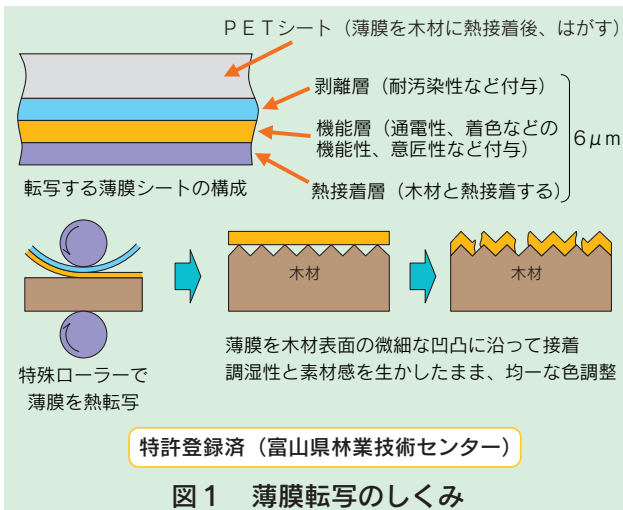 PETシート（薄膜を木材に熱接着後、はがす）
剥離層（耐汚染性など付与）
機能層（通電性、着色などの
機能性、意匠性など付与）
6μm
熱接着層（木材と熱接着する）
転写する薄膜シートの構成
木材
木材
特殊ローラーで
薄膜を熱転写
薄膜を木材表面の微細な凹凸に沿って接着
調湿性と素材感を生かしたまま、均一な色調整
特許登録済（富山県林業技術センター）
図1　薄膜転写のしくみ